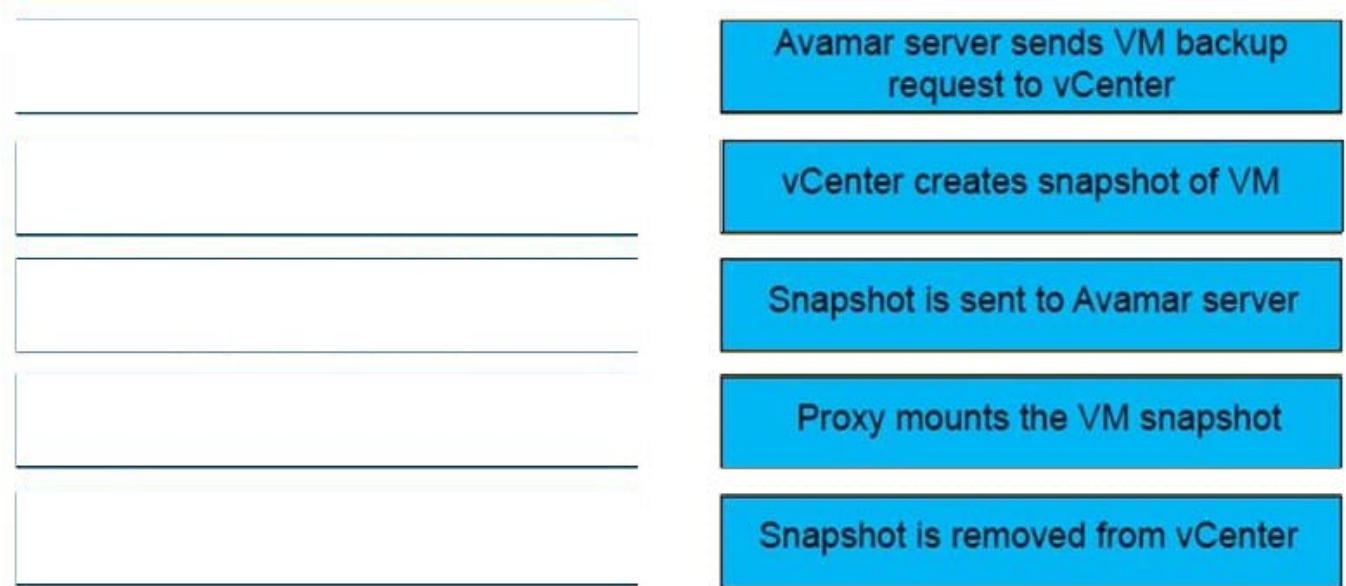 Avamar server sends VM backup
request to vCenter
vCenter creates snapshot of VM
Snapshot is sent to Avamar server
Proxy mounts the VM snapshot
Snapshot is removed from vCenter